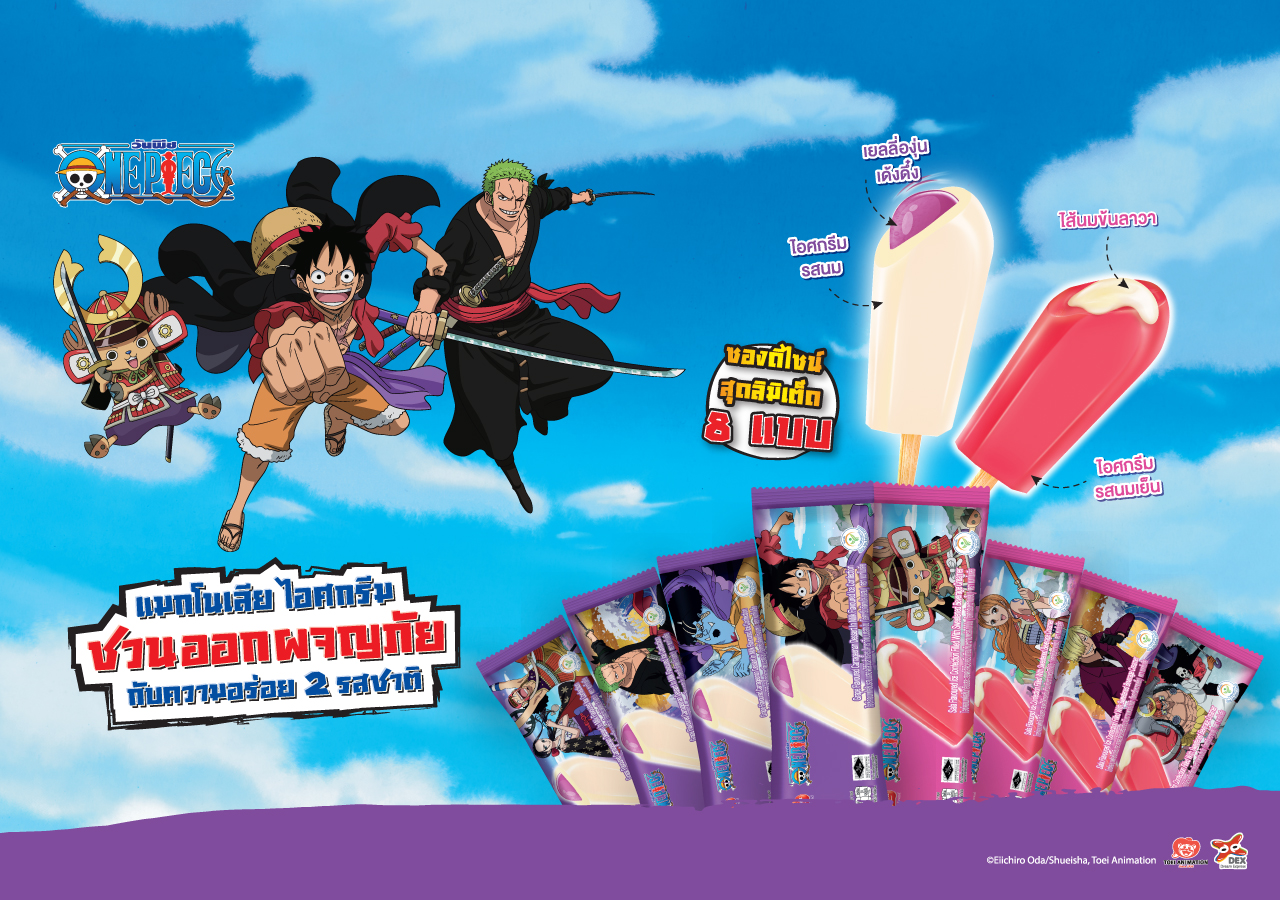 วันพีซ
ONE PIECE
เยลลี่องุ่น
เด้งดึ๋ง
ไอศกรีม
รสนม
ไส้นมข้นลาวา
ซองดีไซน์
สุดลิมิเต็ด
8 แบบ
ไอศกรีม
รสนมเย็น
แมกโนเลีย ไอศกรีม
ชวนออกผจญภัย
กับความอร่อย 2 รสชาติ
©Eiichiro Oda/Shueisha, Toei Animation
TOEI ANIMATION
DEX
Dream Express